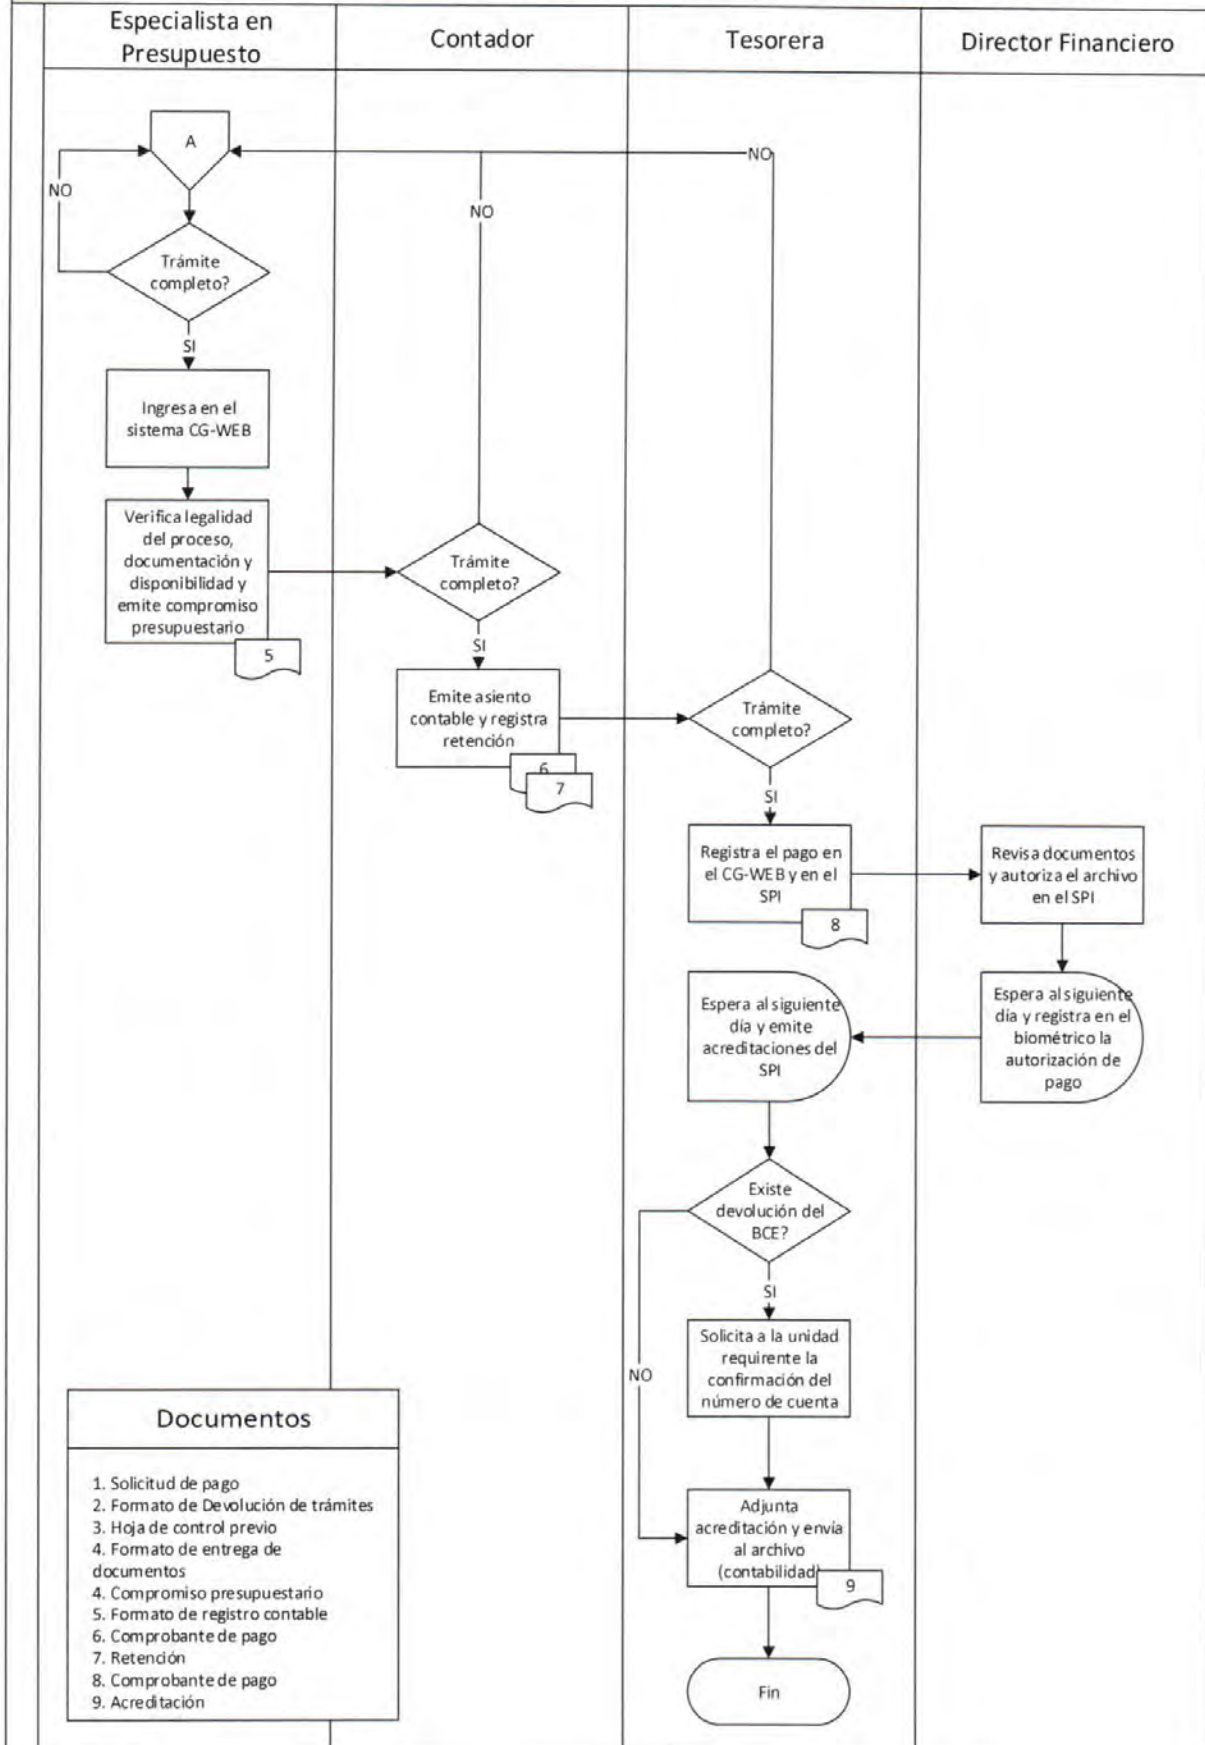 Especialista en
Presupuesto
Contador
Tesorera
Director Financiero
A
NO
NO
NO
Trámite
completo?
SI
Ingresa en el
sistema CG-WEB
Verifica legalidad
del proceso,
documentación y
disponibilidad y
emite compromiso
presupuestario
5
Trámite
completo?
SI
Emite asiento
contable y registra
retención
6
7
Trámite
completo?
SI
Registra el pago en
el CG-WEB y en el
SPI
8
Revisa documentos
y autoriza el archivo
en el SPI
Espera al siguiente
día y registra en el
biométrico la
autorización de
pago
Espera al siguiente
día y emite
acreditaciones del
SPI
Existe
devolución del
BCE?
SI
NO
Solicita a la unidad
requirente la
confirmación del
número de cuenta
Adjunta
acreditación y envía
al archivo
(contabilidad)
9
Fin
Documentos
1. Solicitud de pago
2. Formato de Devolución de trámites
3. Hoja de control previo
4. Formato de entrega de
documentos
4. Compromiso presupuestario
5. Formato de registro contable
6. Comprobante de pago
7. Retención
8. Comprobante de pago
9. Acreditación